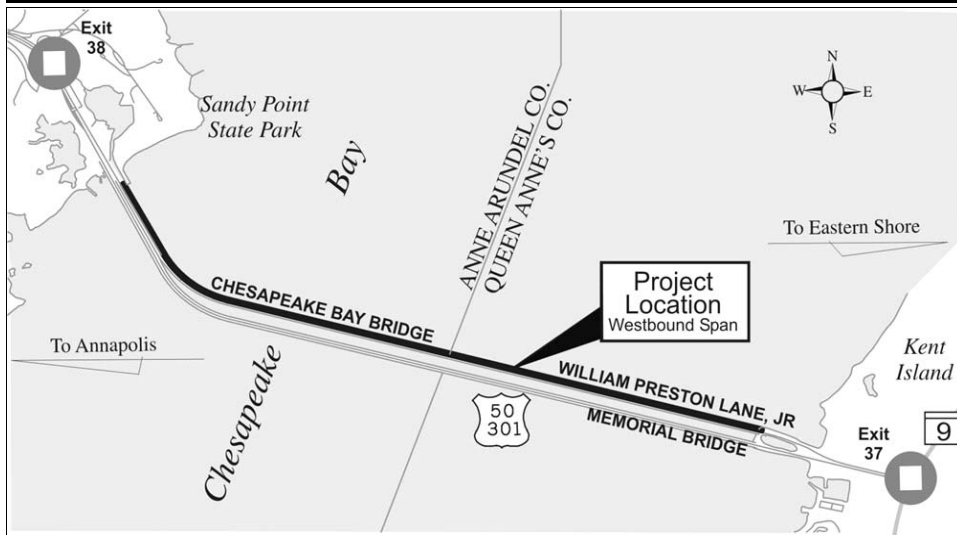 Exit
38
Sandy Point
State Park
Bay
ANNE ARUNDEL CO.
QUEEN ANNE'S CO.
N
W
E
S
To Eastern Shore
Project
Location
Westbound Span
CHESAPEAKE BAY BRIDGE
To Annapolis
Chesapeake
WILLIAM PRESTON LANE, JR
MEMORIAL BRIDGE
50
301
Kent
Island
Exit
37
9